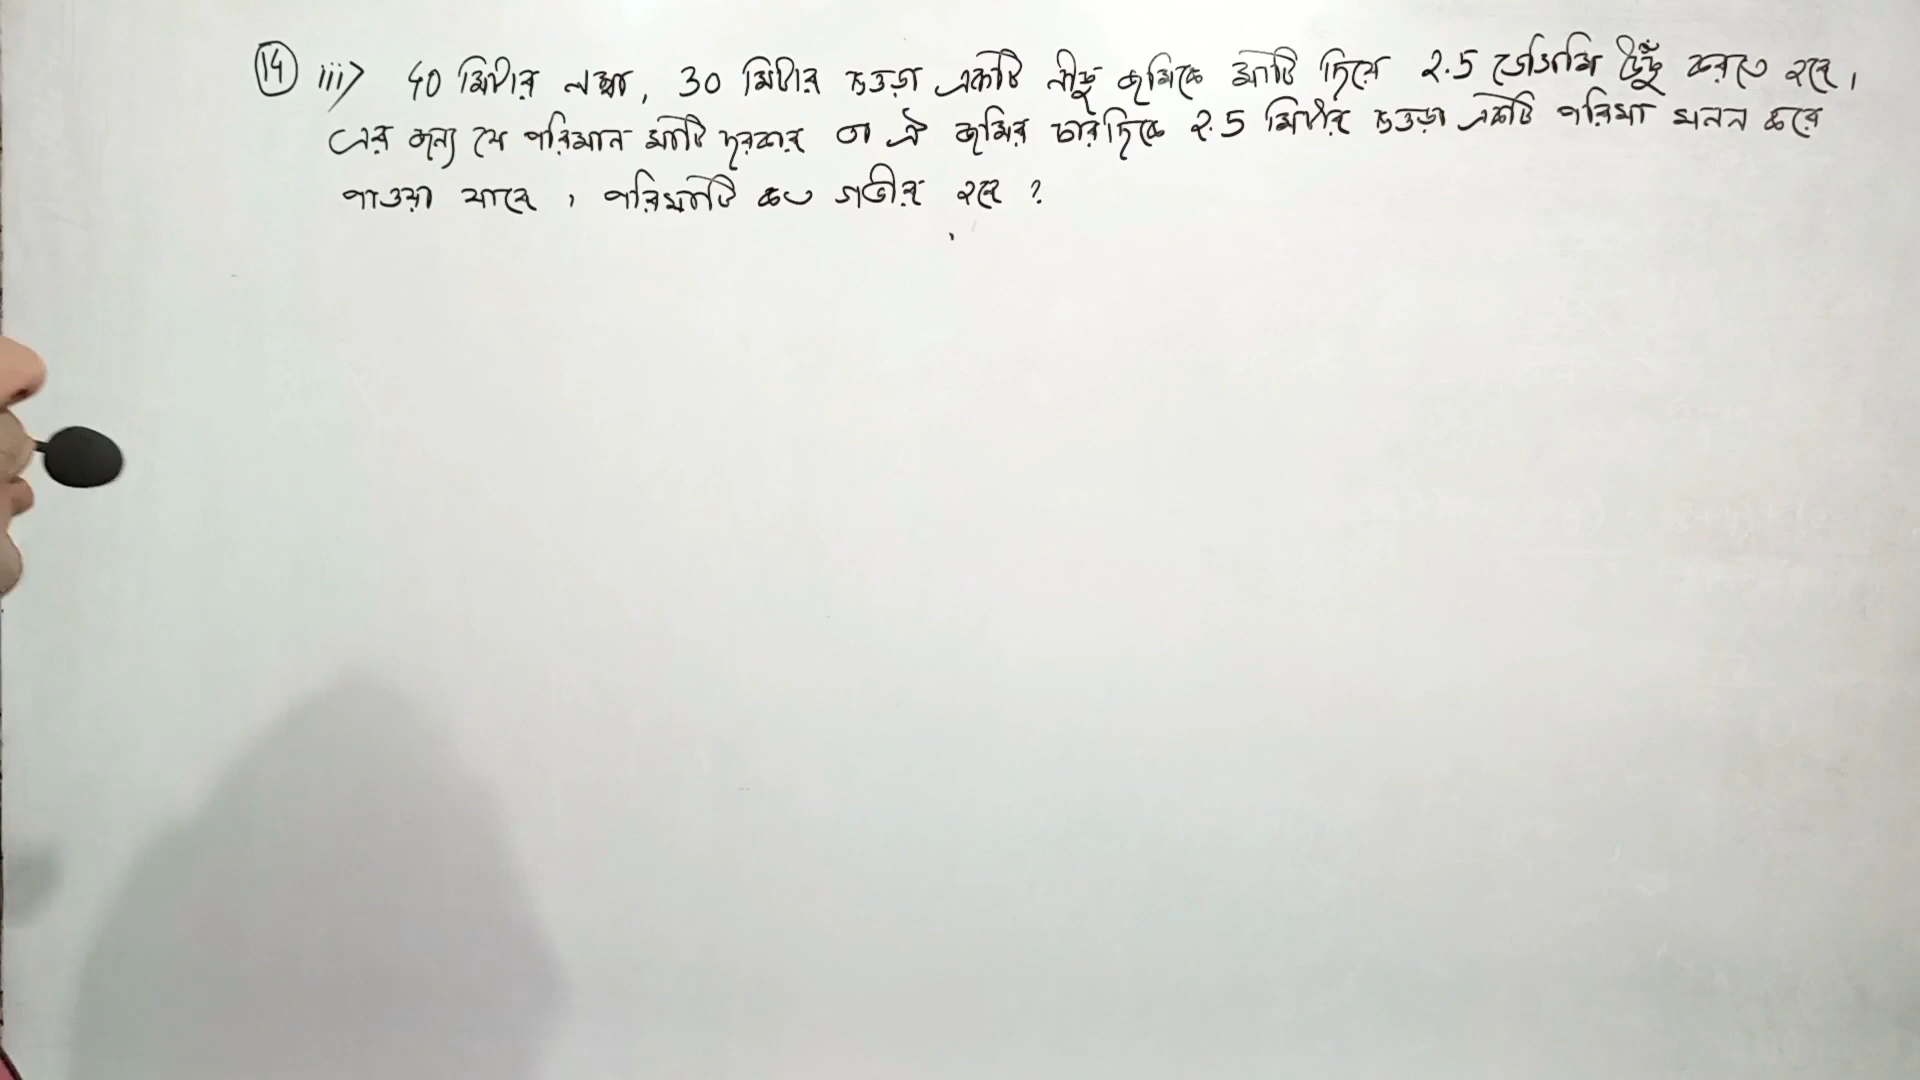 (14) iii> 40 মিটার লম্বা, 30 মিটার চওড়া একটি নীচু জমিকে মাটি দিয়ে 2.5 ডেসিমি উঁচু করতে হবে।
এর জন্য যে পরিমান মাটি দরকার তা ঐ জমির চারিদিকে 2.5 মিটার চওড়া একটি পরিখা খনন করে
পাওয়া যাবে, পরিখাটি কত গভীর হবে?